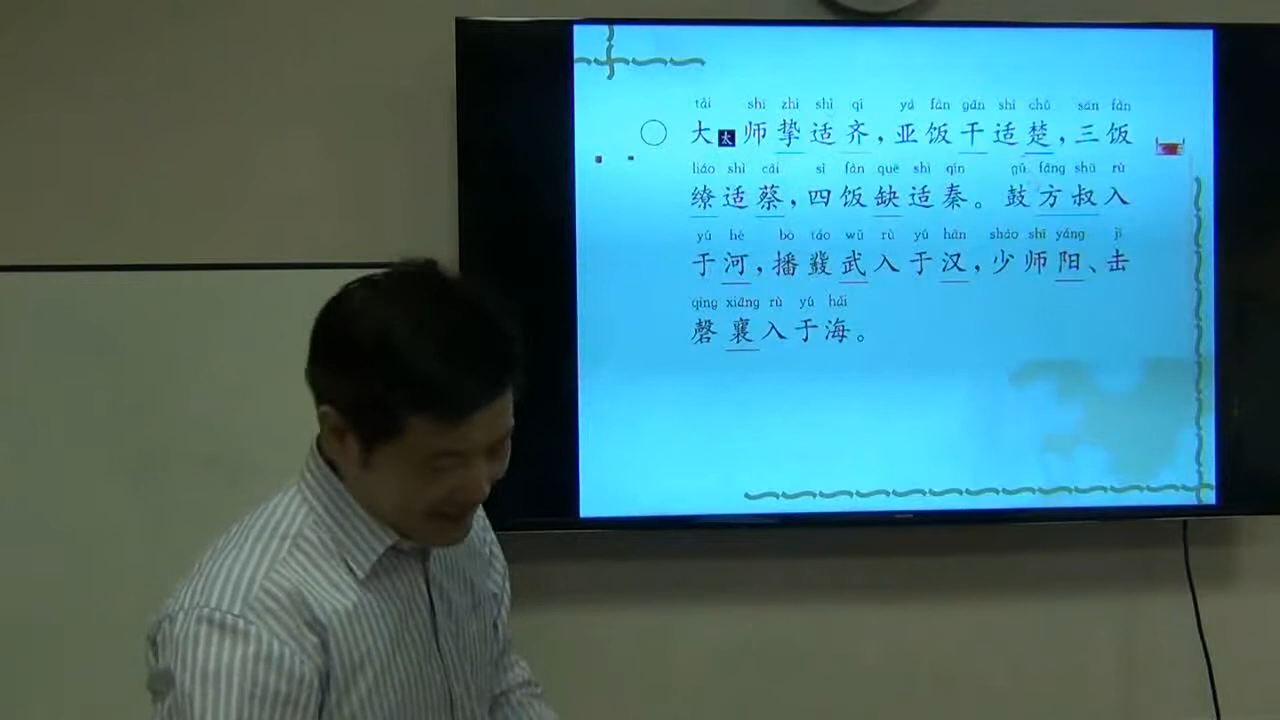 tài shī zhì shì qí yà fàn gān shì chǔ sān fàn
○大太师挚适齐，亚饭干适楚，三饭
liáo shì cài sì fàn quē shì qín gǔ fāng shū rù
缭适蔡，四饭缺适秦。鼓方叔入
yú hé bō táo wǔ rù yú hàn shào shī yáng jī
于河，播鼗武入于汉，少师阳、击
qìng xiāng rù yú hǎi
磬襄入于海。